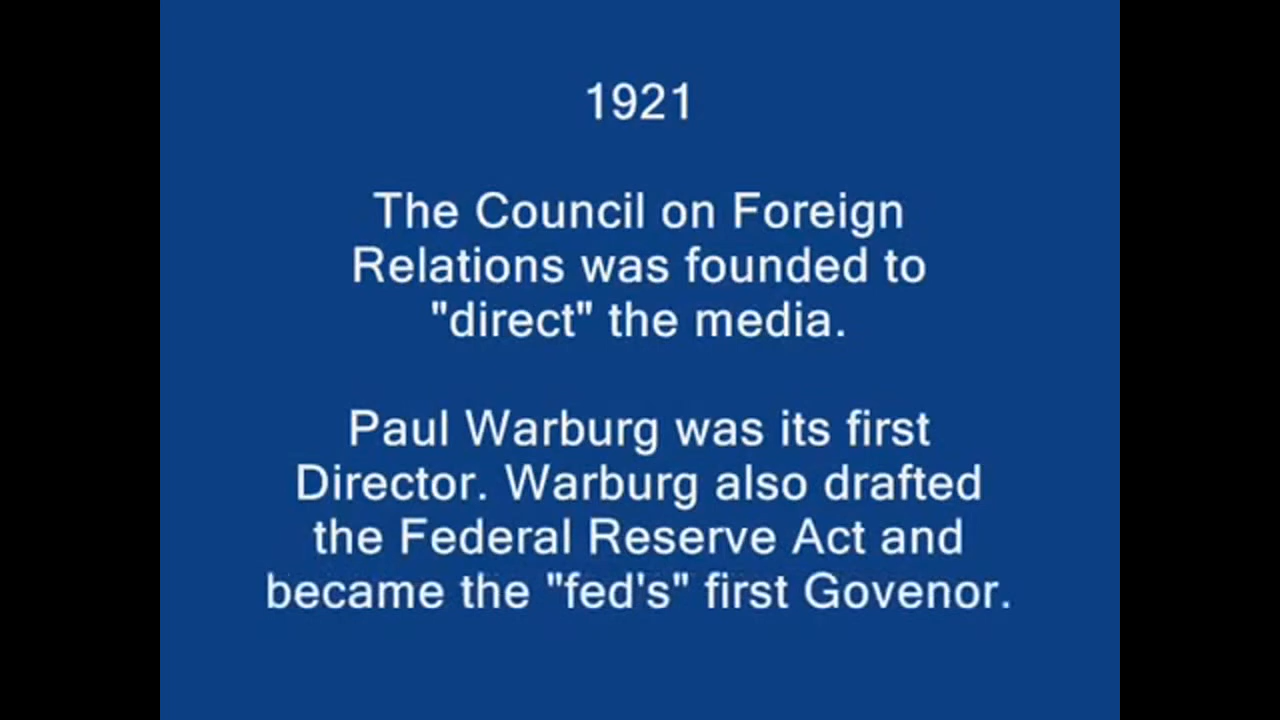 1921
The Council on Foreign
Relations was founded to
"direct" the media.
Paul Warburg was its first
Director. Warburg also drafted
the Federal Reserve Act and
became the "fed's" first Govenor.